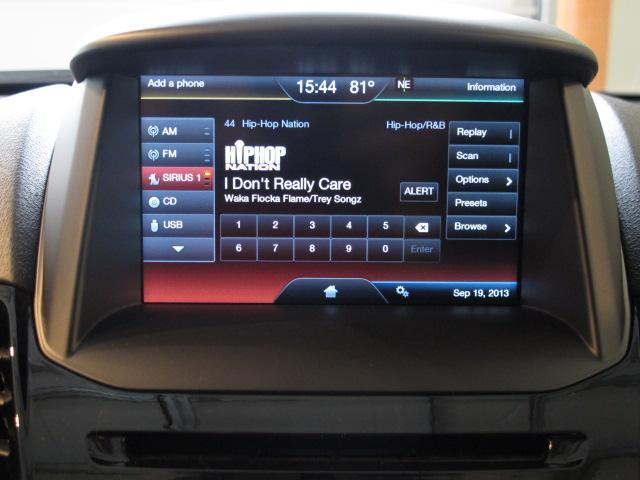 Add a phone
15:44 81° NE
Information
44 Hip-Hop Nation
Hip-Hop/R&B
HIPHOP
NATION
I Don't Really Care
Waka Flocka Flame/Trey Songz
ALERT
AM
FM
SIRIUS 1
CD
USB
1 2 3 4 5
6 7 8 9 0 Enter
Replay
Scan
Options
Presets
Browse
Sep 19, 2013